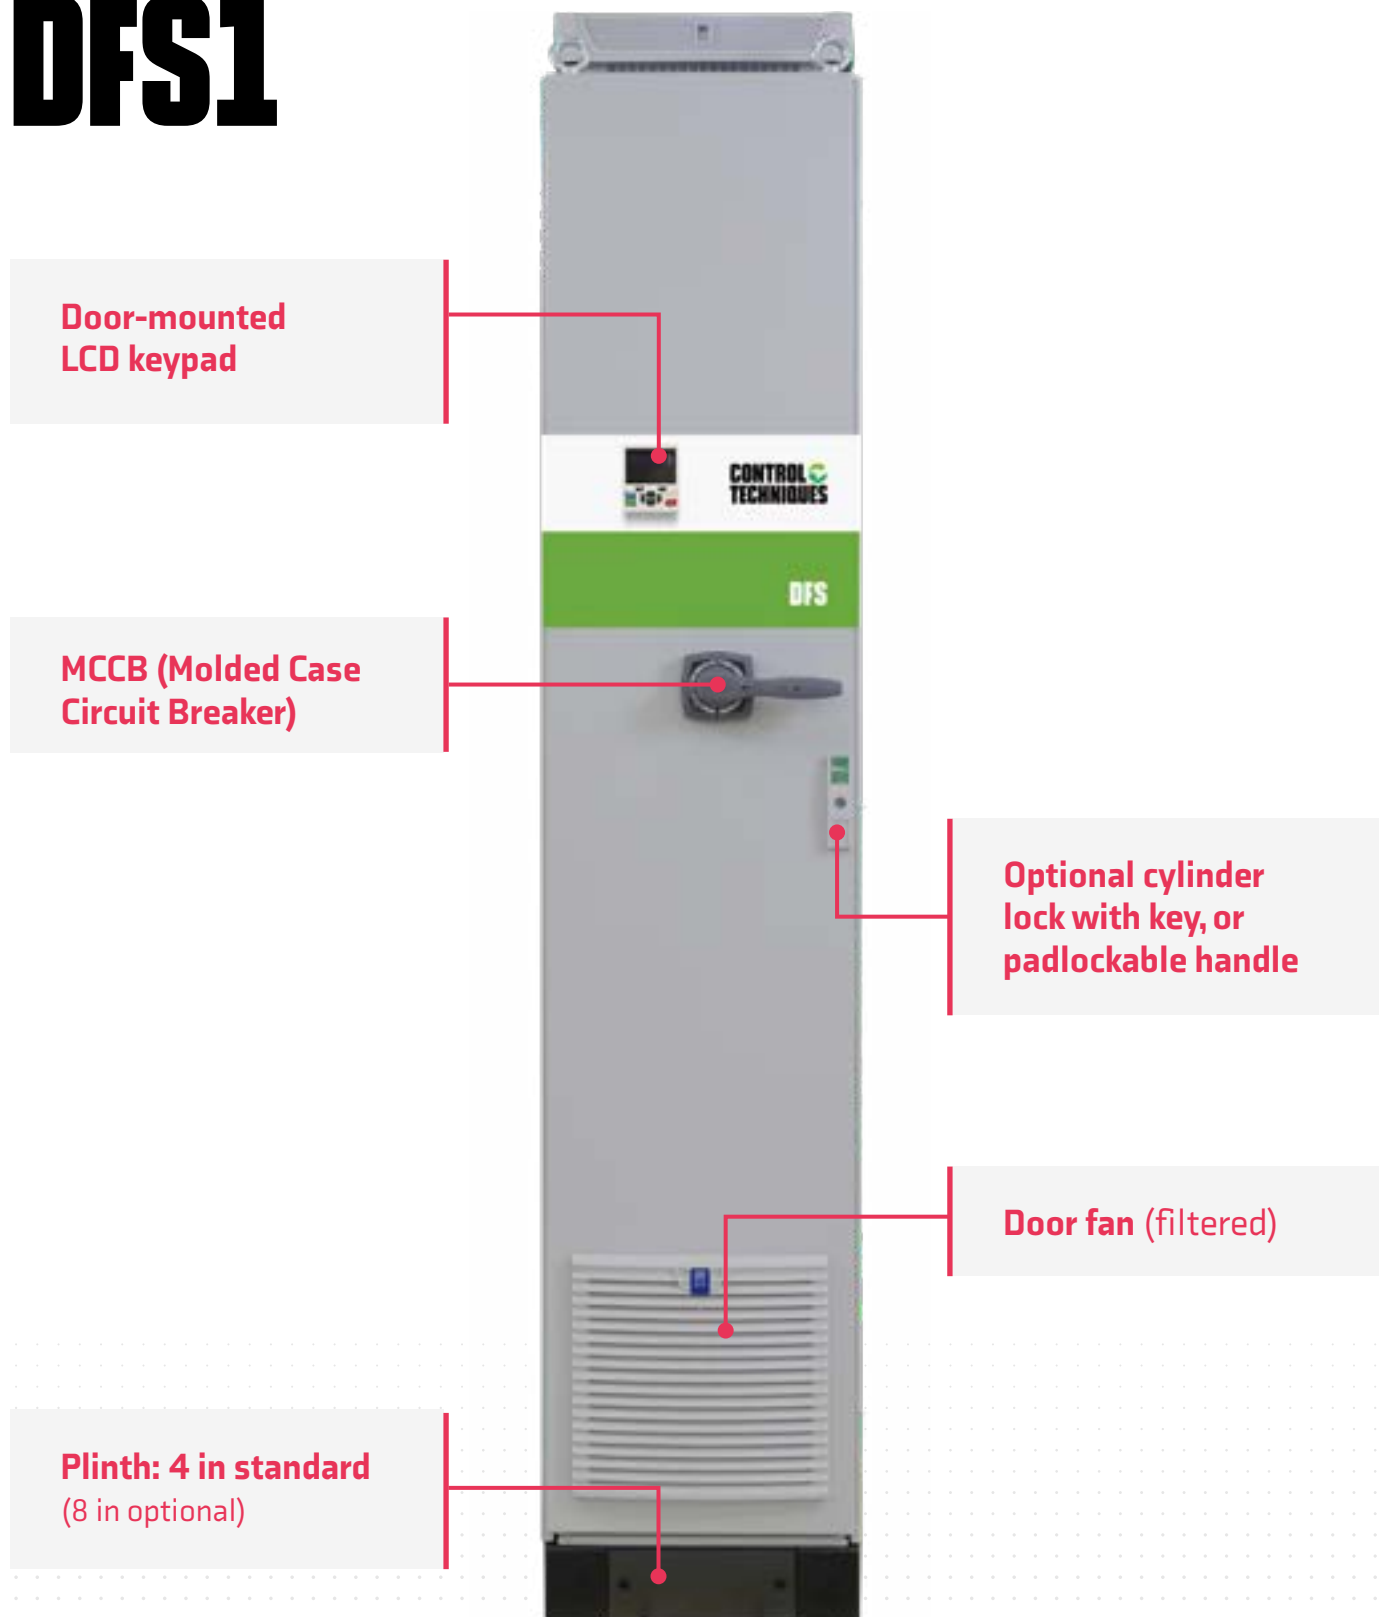 DFS1
Door-mounted
LCD keypad
CONTROL
TECHNIQUES
DFS
MCCB (Molded Case
Circuit Breaker)
Optional cylinder
lock with key, or
padlockable handle
Door fan (filtered)
Plinth: 4 in standard
(8 in optional)